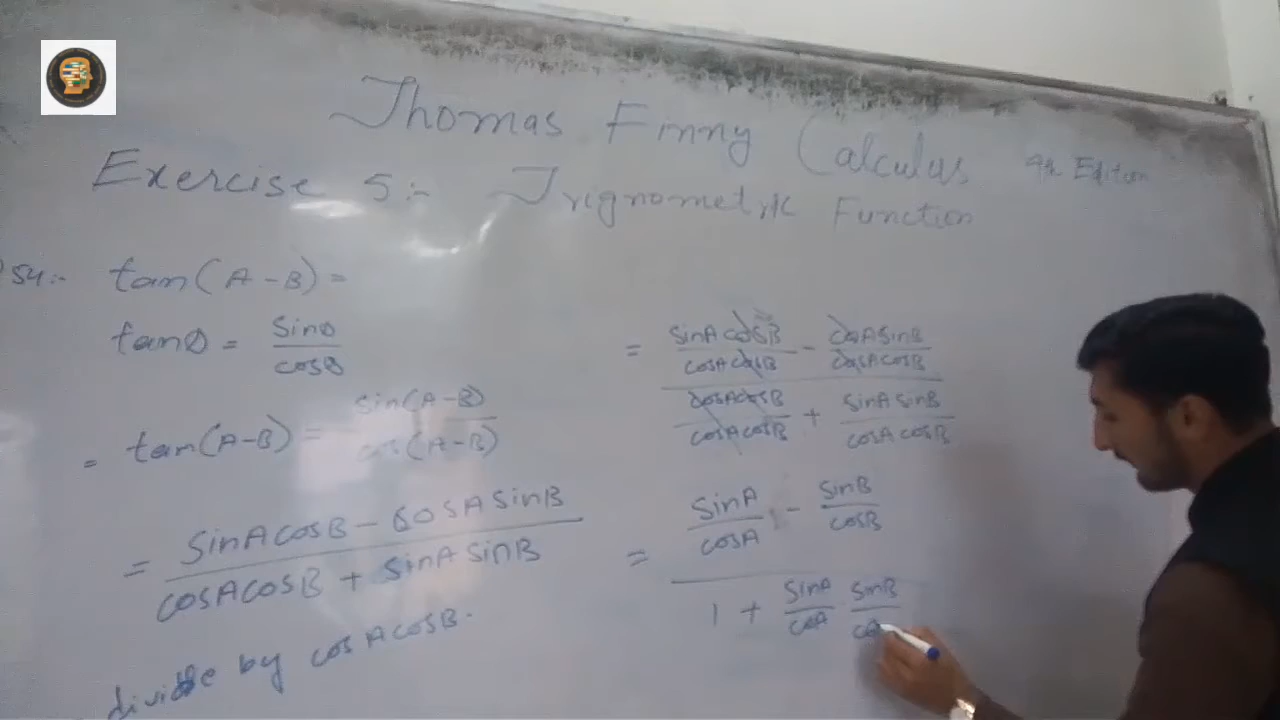 Thomas Finny Calculus 9th Edition
Exercise 5:- Trignometric Function
54:- tan(A-B)=
tanθ = sinθ/cosθ
= tan(A-B) = sin(A-B)/cos(A-B)
= sinA cosB - cosA sinB/cosA cosB + sinA sinB
divide by cosA cosB.
= sinA cosB/cosA cosB - cosA sinB/cosA cosB
cosA cosB/cosA cosB + sinA sinB/cosA cosB
= sinA/cosA - sinB/cosB
1 + sinA/cosA sinB/co